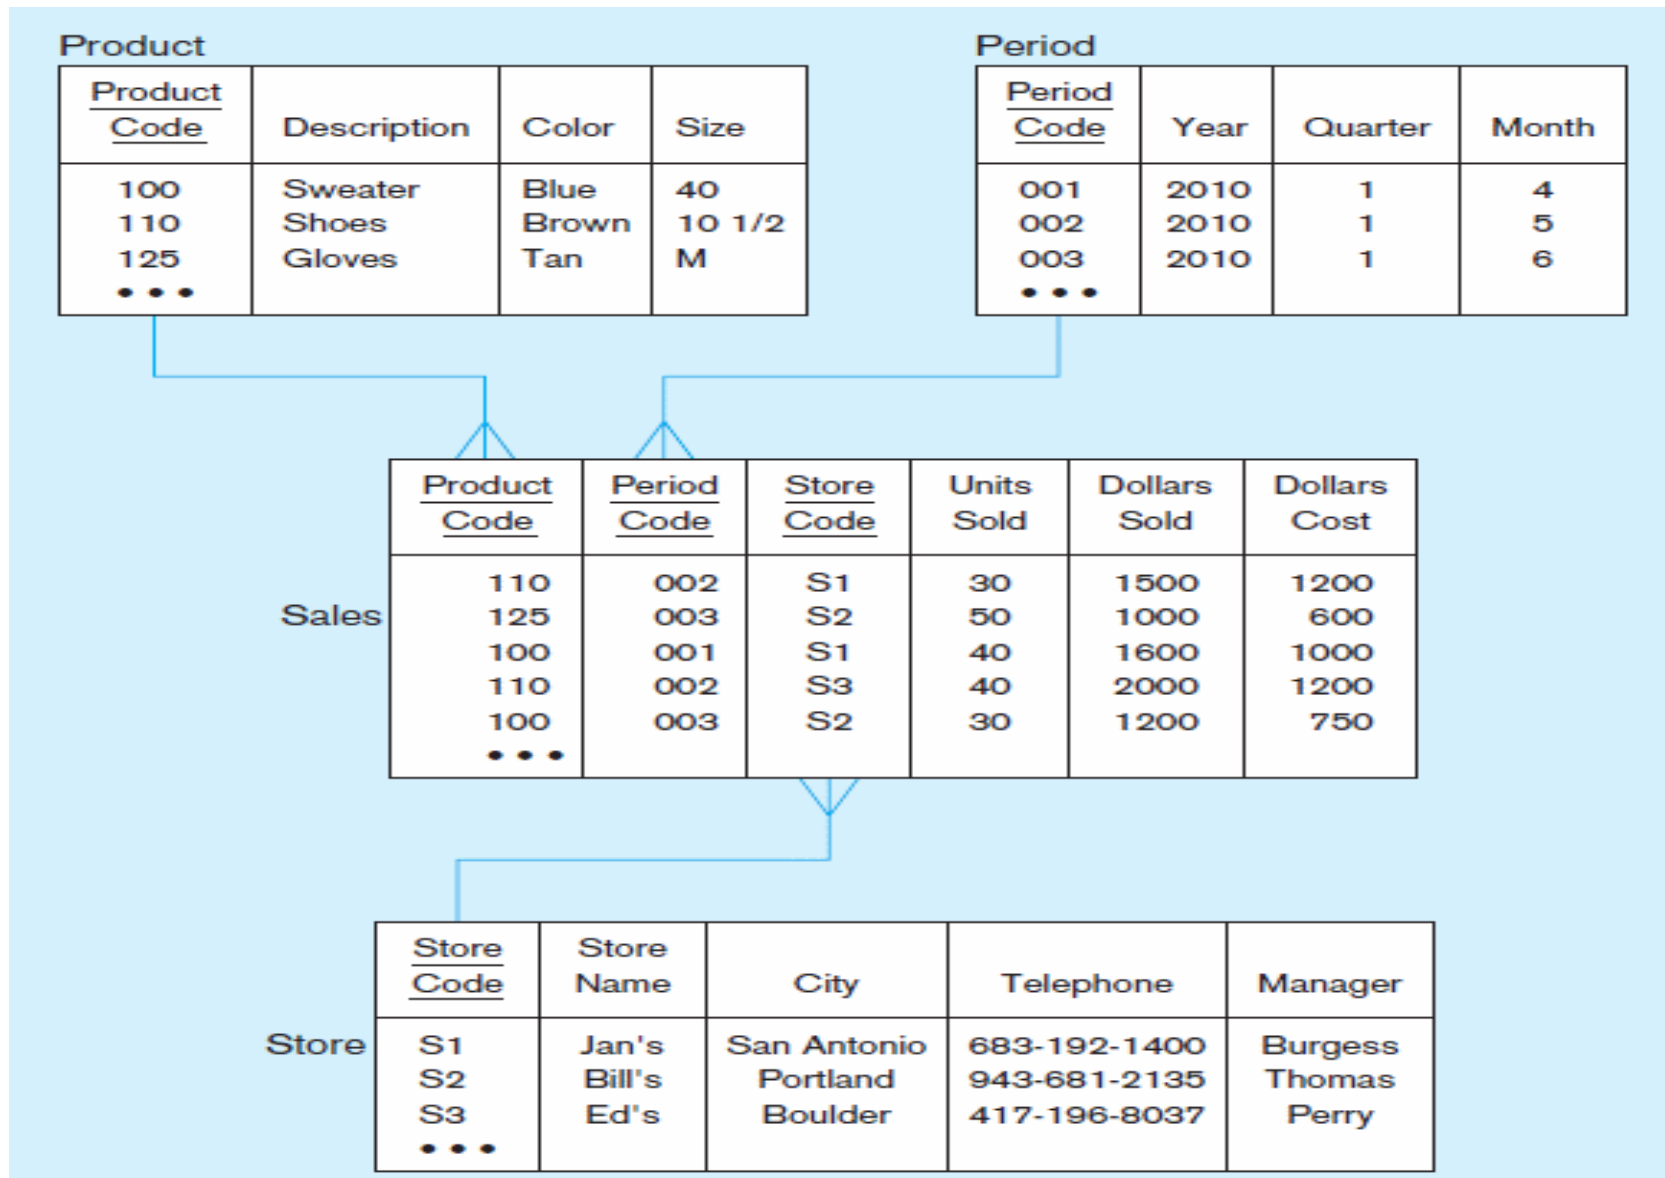 Product
Period
Product Code Description Color Size
100 Sweater Blue 40
110 Shoes Brown 10 1/2
125 Gloves Tan M
• • •
Period Code Year Quarter Month
001 2010 1 4
002 2010 1 5
003 2010 1 6
• • •
Sales
Product Code Period Code Store Code Units Sold Dollars Sold Dollars Cost
110 002 S1 30 1500 1200
125 003 S2 50 1000 600
100 001 S1 40 1600 1000
110 002 S3 40 2000 1200
100 003 S2 30 1200 750
• • •
Store
Store Code Store Name City Telephone Manager
S1 Jan's San Antonio 683-192-1400 Burgess
S2 Bill's Portland 943-681-2135 Thomas
S3 Ed's Boulder 417-196-8037 Perry
• • •